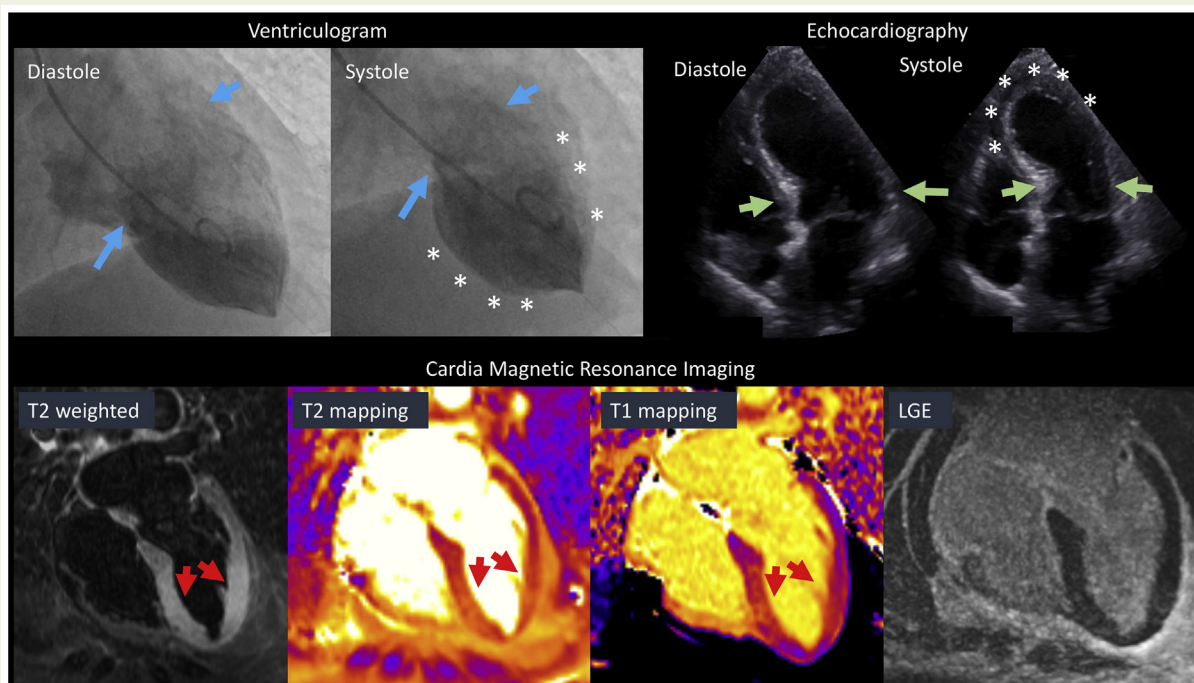 Ventriculogram
Echocardiography
Diastole
Systole
Diastole
Systole
* * * * * * * *
* * * * * * *
Cardia Magnetic Resonance Imaging
T2 weighted
T2 mapping
T1 mapping
LGE